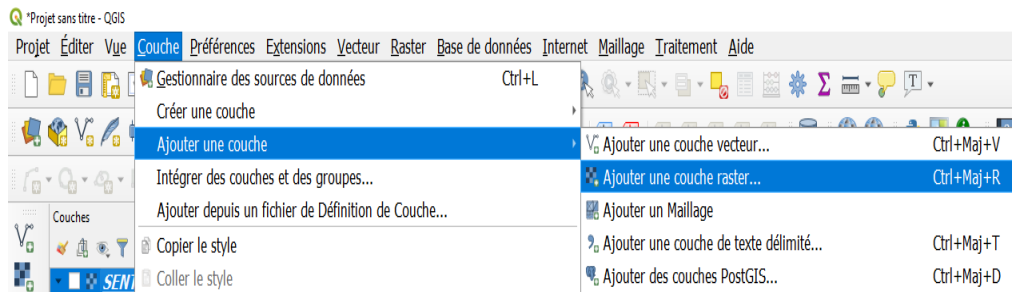 *Projet sans titre - QGIS
Projet Éditer Vue Couche Préférences Extensions Vecteur Raster Base de données Internet Maillage Traitement Aide
Gestionnaire des sources de données Ctrl+L
Créer une couche
Ajouter une couche
Ajouter une couche vecteur... Ctrl+Maj+V
Intégrer des couches et des groupes...
Ajouter une couche raster... Ctrl+Maj+R
Couches
Ajouter depuis un fichier de Définition de Couche...
Ajouter un Maillage
Copier le style
Ajouter une couche de texte délimité... Ctrl+Maj+T
SENT
Coller le style
Ajouter des couches PostGIS... Ctrl+Maj+D